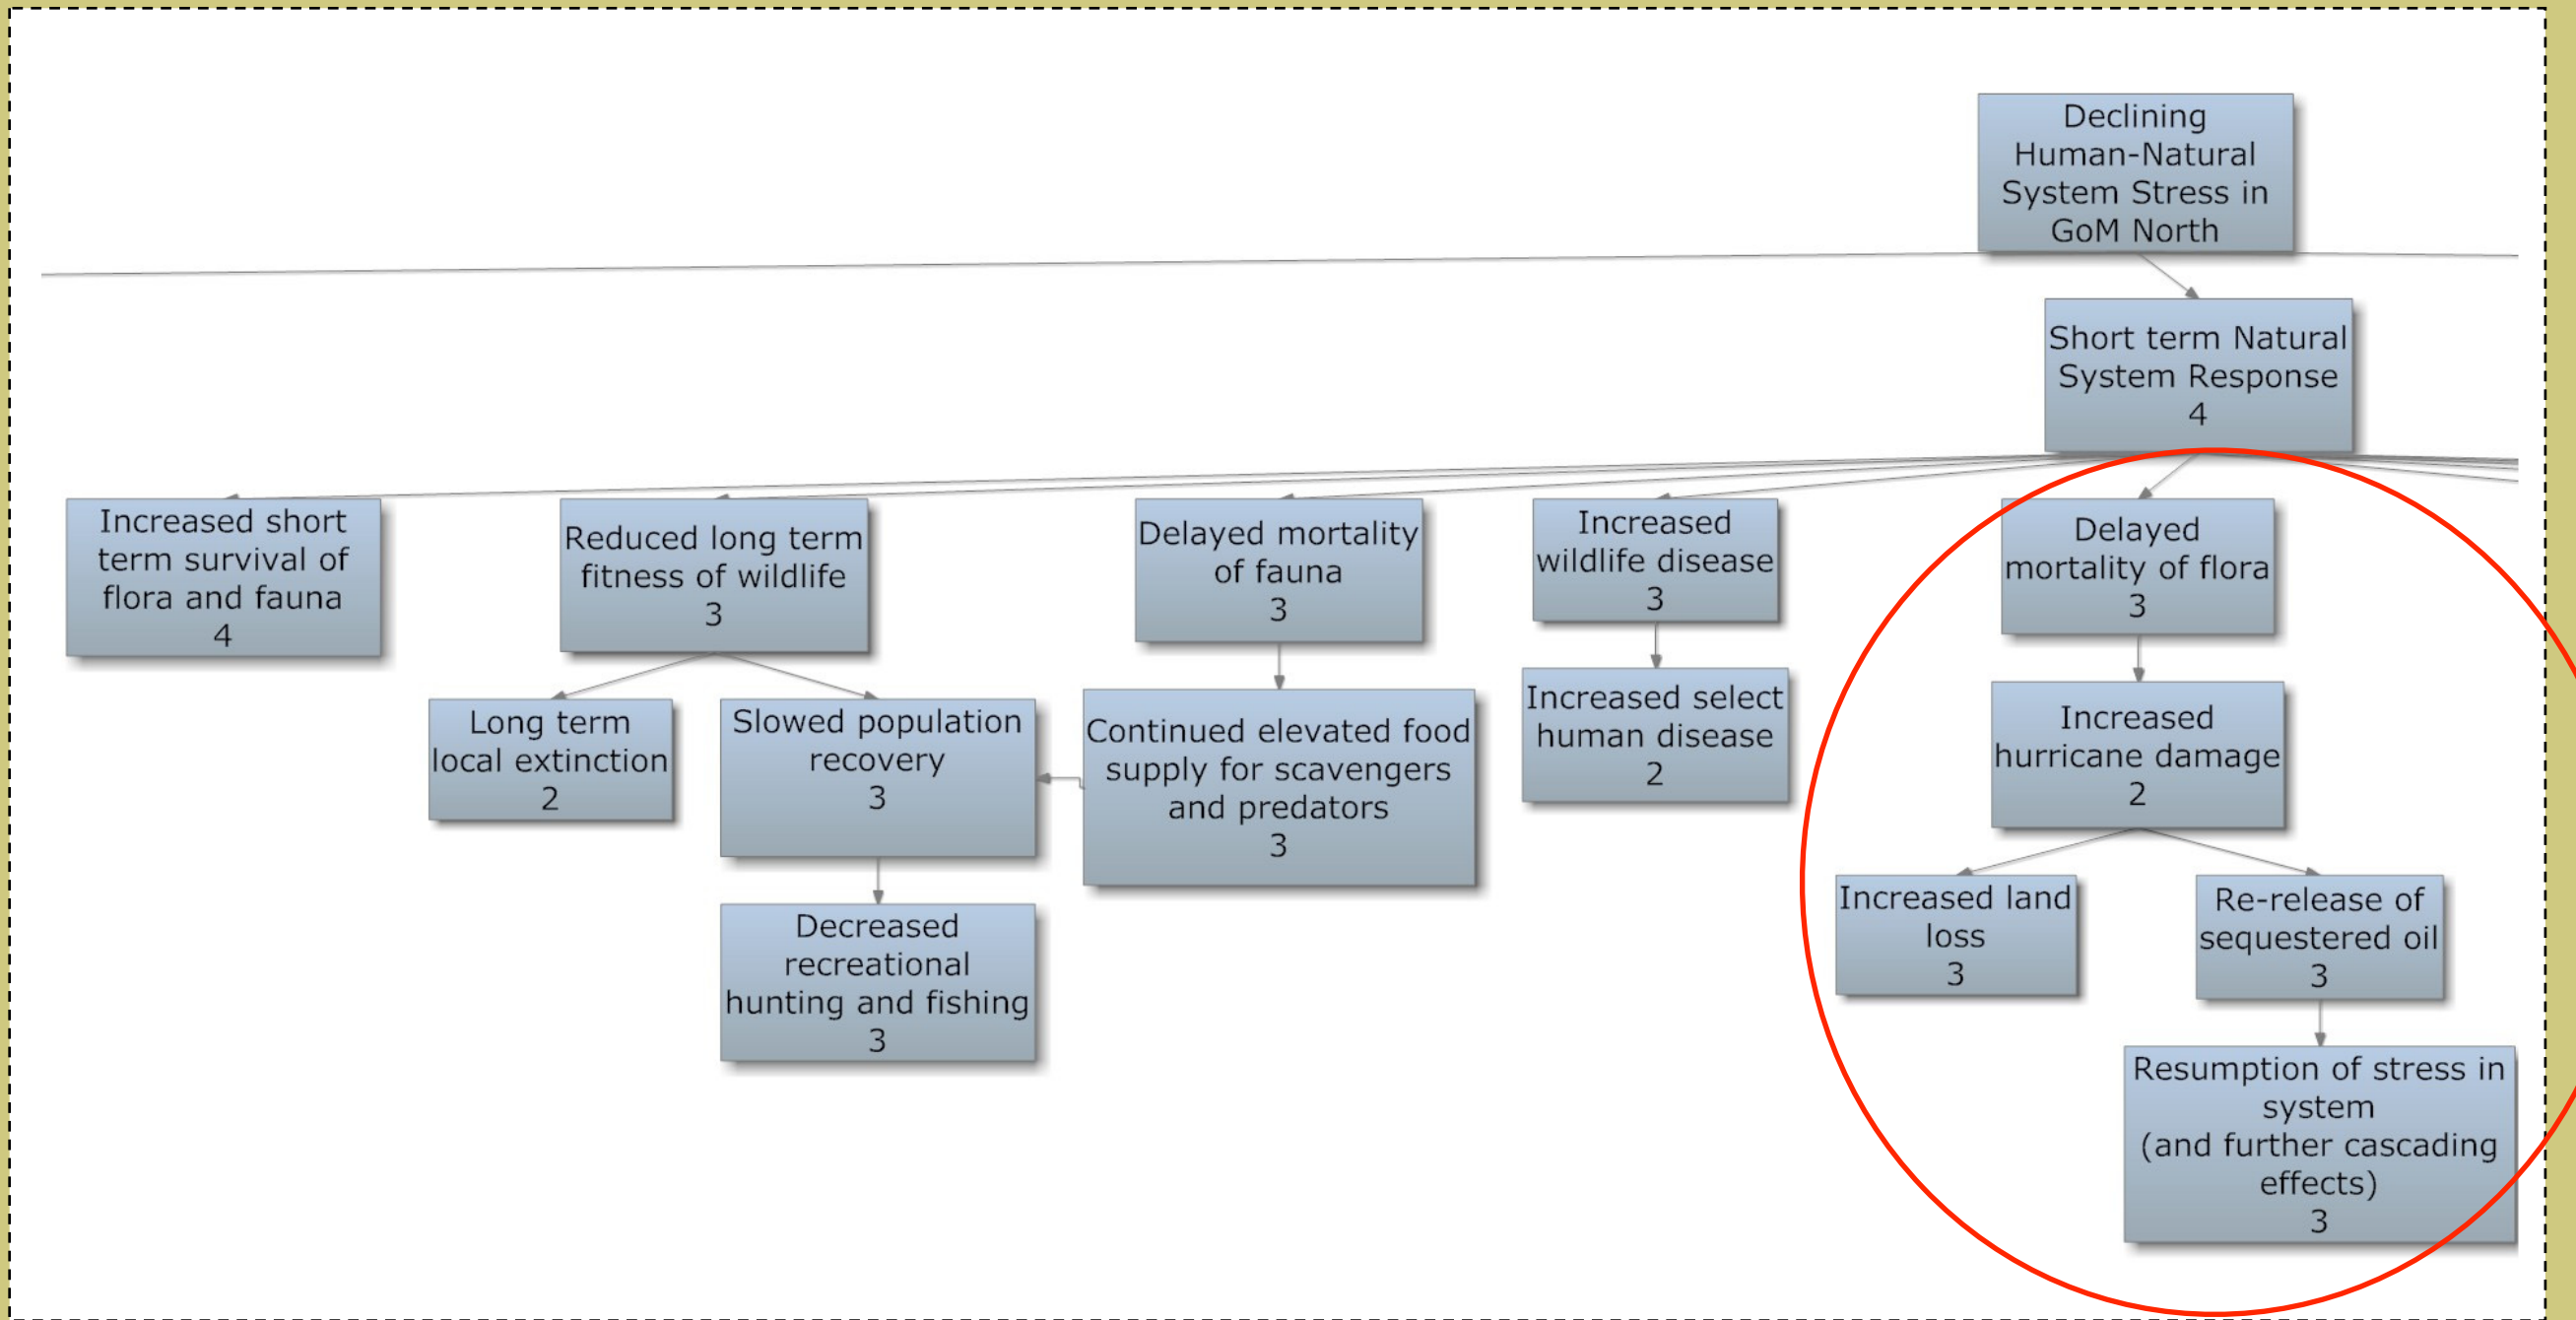 Declining
Human-Natural
System Stress in
GoM North
Short term Natural
System Response
4
Increased short
term survival of
flora and fauna
4
Reduced long term
fitness of wildlife
3
Delayed mortality
of fauna
3
Increased
wildlife disease
3
Delayed
mortality of flora
3
Long term
local extinction
2
Slowed population
recovery
3
Continued elevated food
supply for scavengers
and predators
3
Increased select
human disease
2
Increased
hurricane damage
2
Decreased
recreational
hunting and fishing
3
Increased land
loss
3
Re-release of
sequestered oil
3
Resumption of stress in
system
(and further cascading
effects)
3